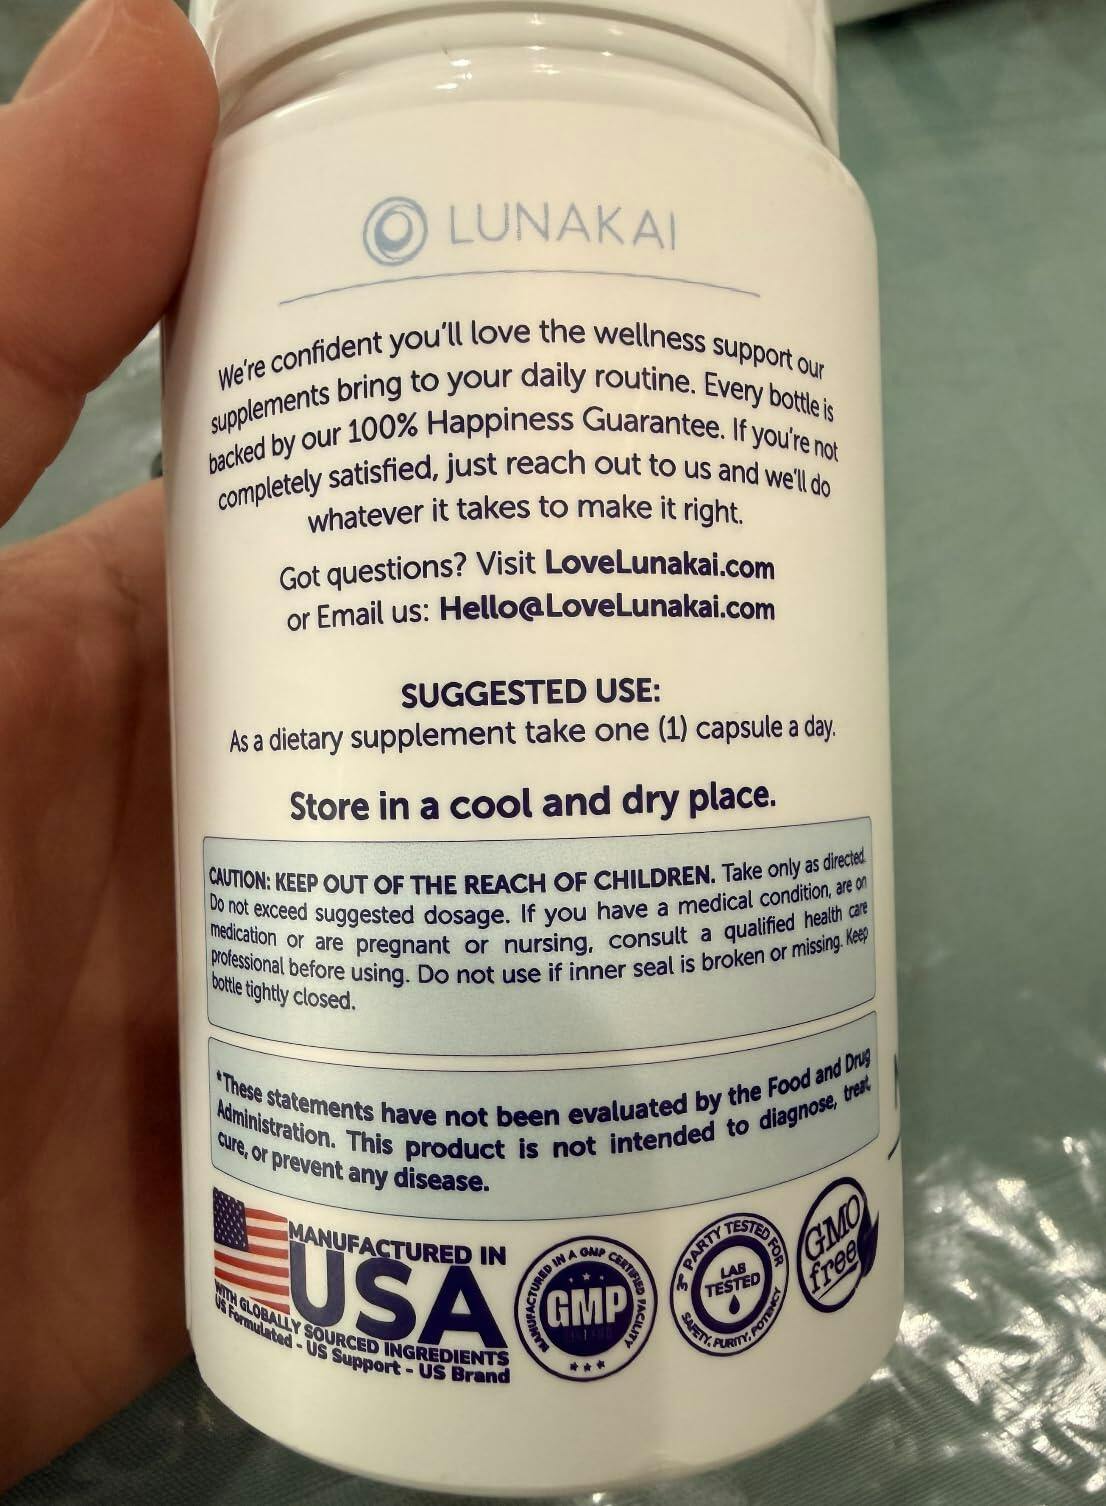 LUNAKAI
We're confident you'll love the wellness support our
supplements bring to your daily routine. Every bottle is
backed by our 100% Happiness Guarantee. If you're not
completely satisfied, just reach out to us and we'll do
whatever it takes to make it right.
Got questions? Visit LoveLunakai.com
or Email us: Hello@LoveLunakai.com
SUGGESTED USE:
As a dietary supplement take one (1) capsule a day.
Store in a cool and dry place.
CAUTION: KEEP OUT OF THE REACH OF CHILDREN. Take only as directed.
Do not exceed suggested dosage. If you have a medical condition, are on
medication or are pregnant or nursing, consult a qualified health care
professional before using. Do not use if inner seal is broken or missing. Keep
bottle tightly closed.
*These statements have not been evaluated by the Food and Drug
Administration. This product is not intended to diagnose, treat,
cure, or prevent any disease.
MANUFACTURED IN
USA
WITH GLOBALLY SOURCED INGREDIENTS
US Formulated - US Support - US Brand
MANUFACTURED IN A GMP CERTIFIED FACILITY
GMP
3RD PARTY TESTED FOR
LAB
TESTED
SAFETY, PURITY, POTENCY
GMO
free